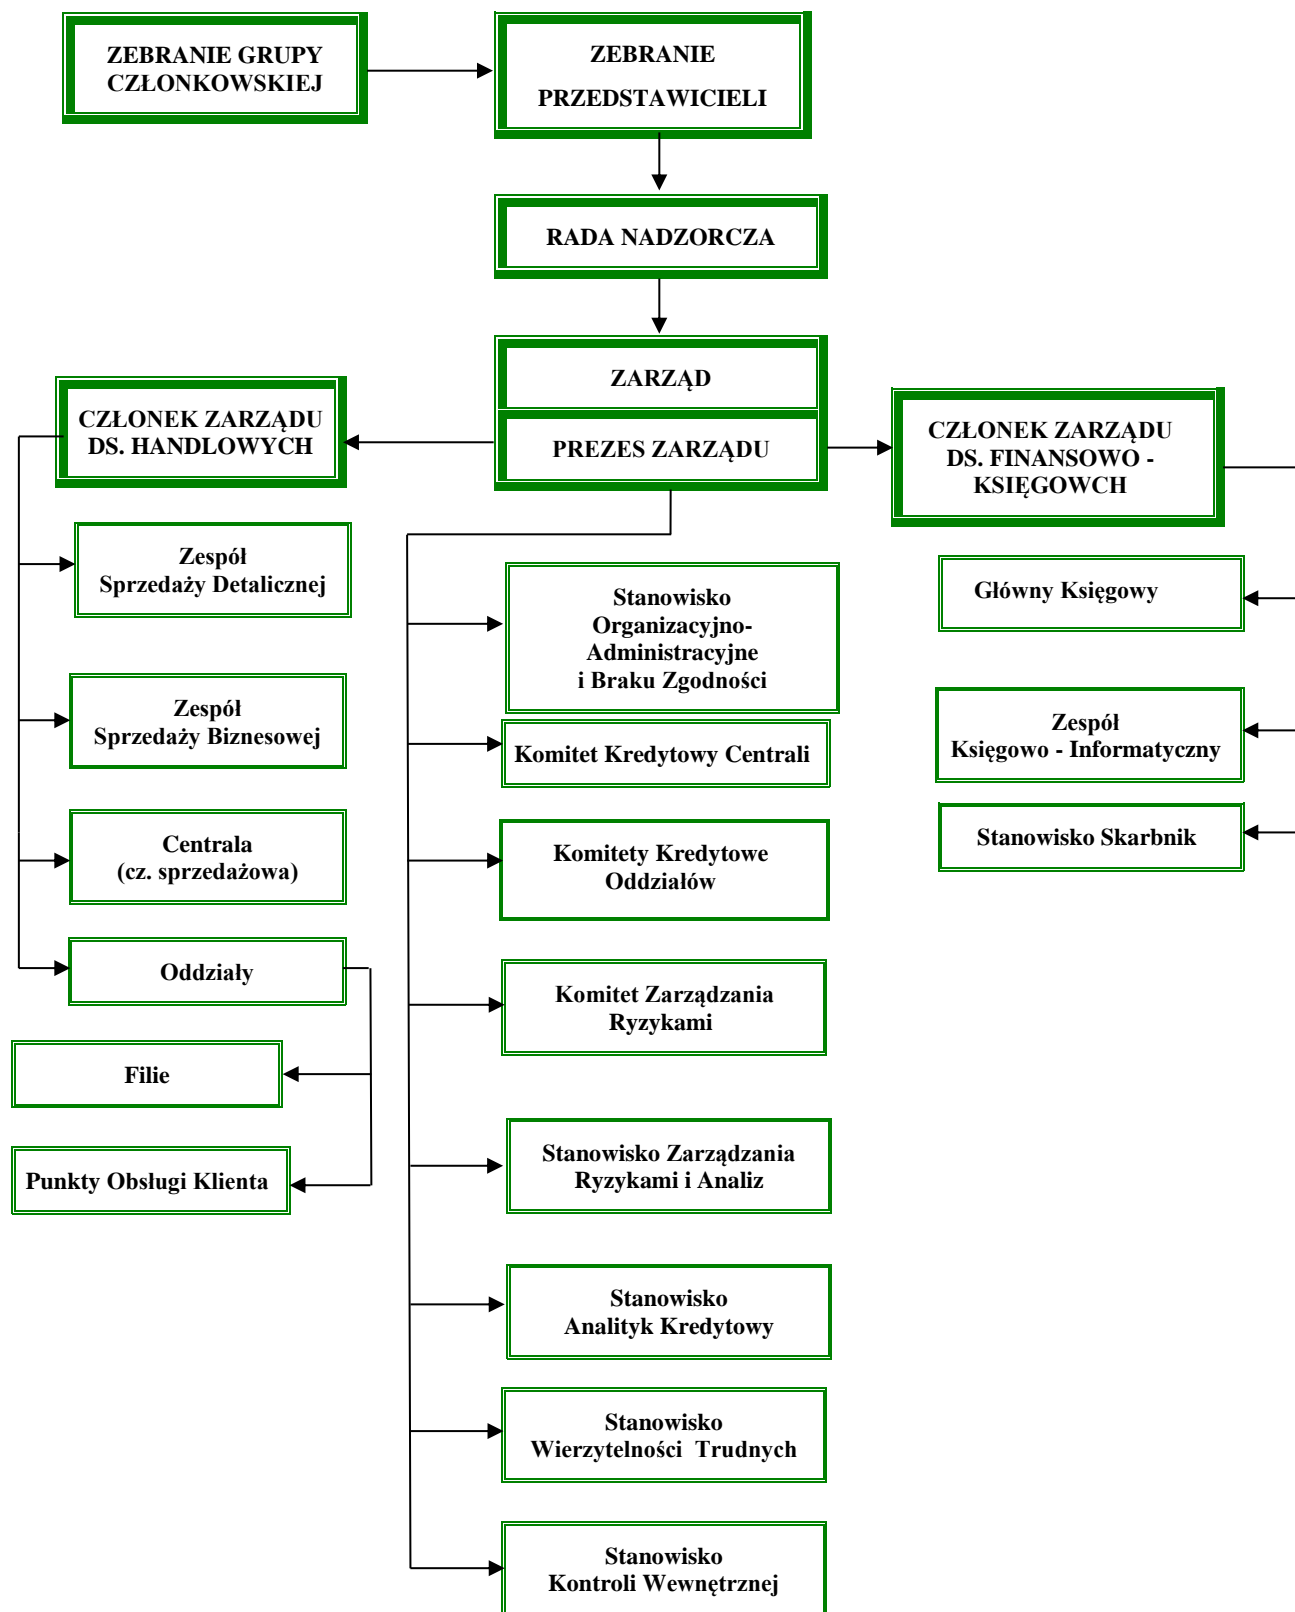 ZEBRANIE GRUPY
CZŁONKOWSKIEJ
ZEBRANIE
PRZEDSTAWICIELI
RADA NADZORCZA
ZARZĄD
PREZES ZARZĄDU
CZŁONEK ZARZĄDU
DS. HANDLOWYCH
CZŁONEK ZARZĄDU
DS. FINANSOWO -
KSIĘGOWCH
Zespół
Sprzedaży Detalicznej
Zespół
Sprzedaży Biznesowej
Centrala
(cz. sprzedażowa)
Oddziały
Filie
Punkty Obsługi Klienta
Stanowisko
Organizacyjno-
Administracyjne
i Braku Zgodności
Komitet Kredytowy Centrali
Komitety Kredytowe
Oddziałów
Komitet Zarządzania
Ryzykami
Stanowisko Zarządzania
Ryzykami i Analiz
Stanowisko
Analityk Kredytowy
Stanowisko
Wierzytelności  Trudnych
Stanowisko
Kontroli Wewnętrznej
Główny Księgowy
Zespół
Księgowo - Informatyczny
Stanowisko Skarbnik